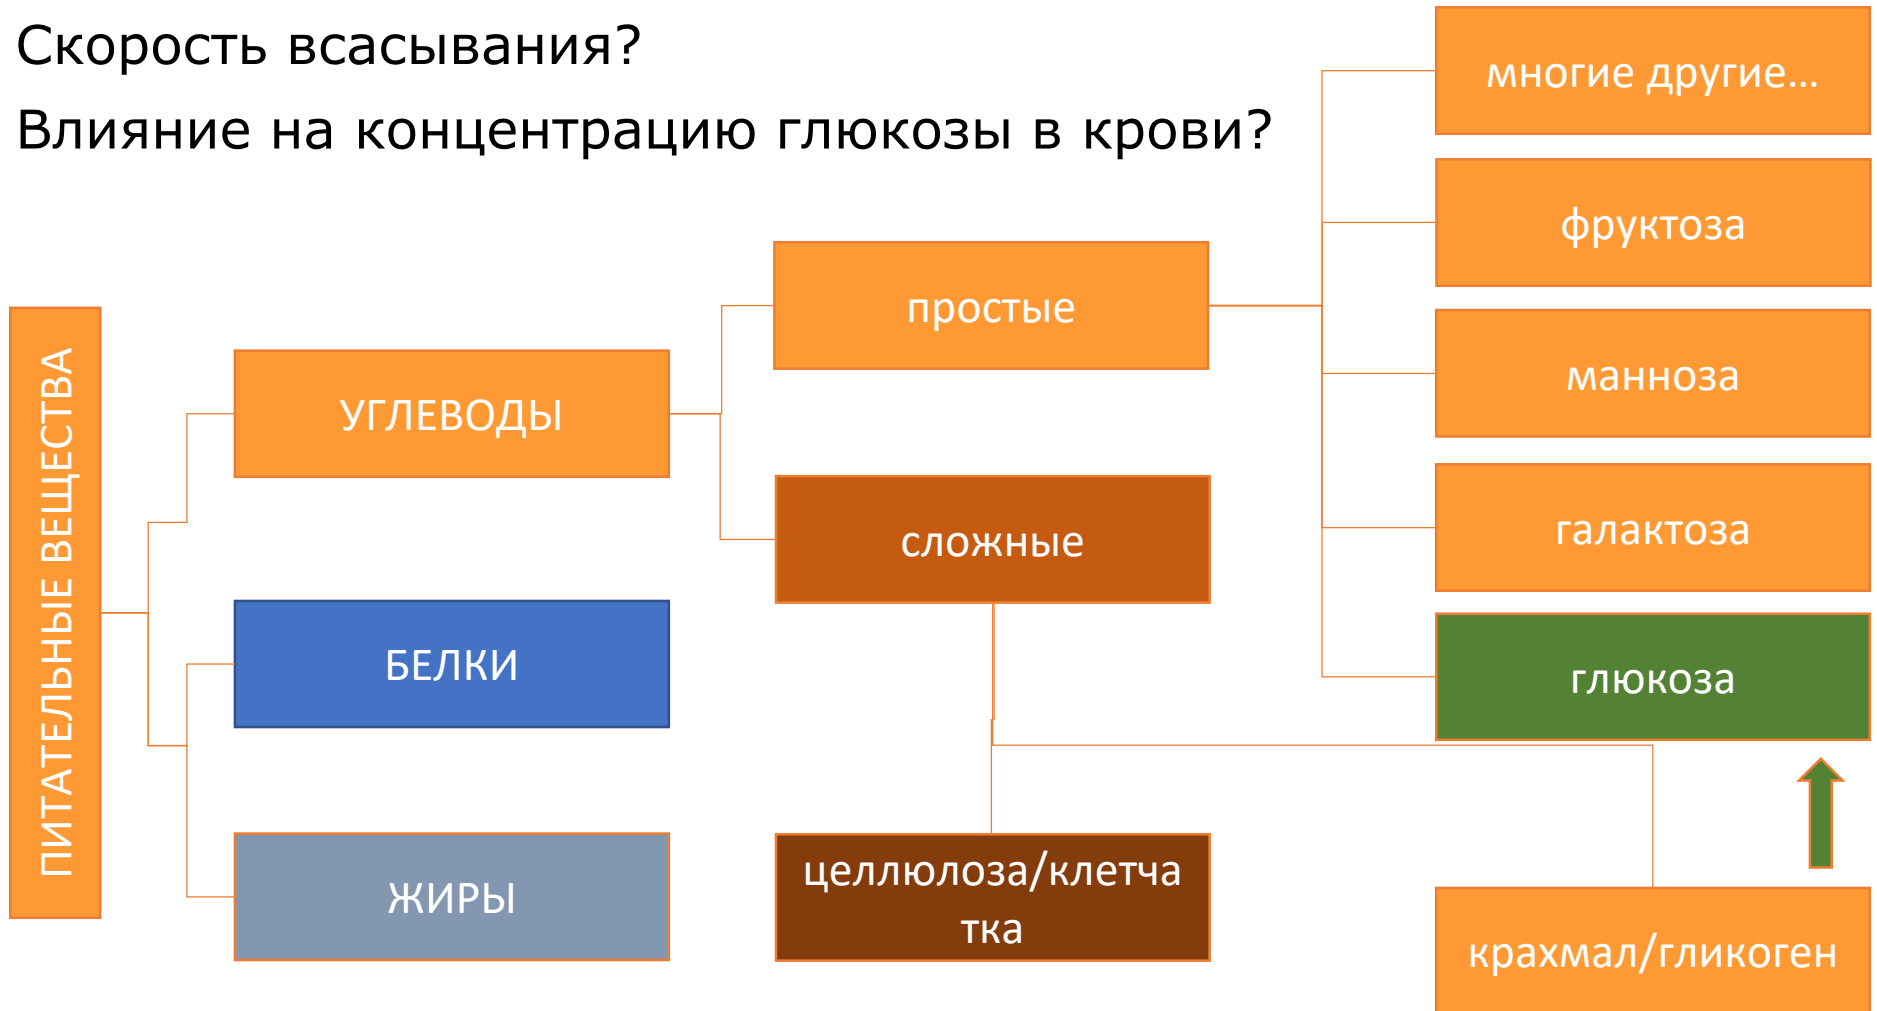 Скорость всасывания?
Влияние на концентрацию глюкозы в крови?
ПИТАТЕЛЬНЫЕ ВЕЩЕСТВА
УГЛЕВОДЫ
БЕЛКИ
ЖИРЫ
простые
сложные
целлюлоза/клетча
тка
многие другие...
фруктоза
манноза
галактоза
глюкоза
крахмал/гликоген